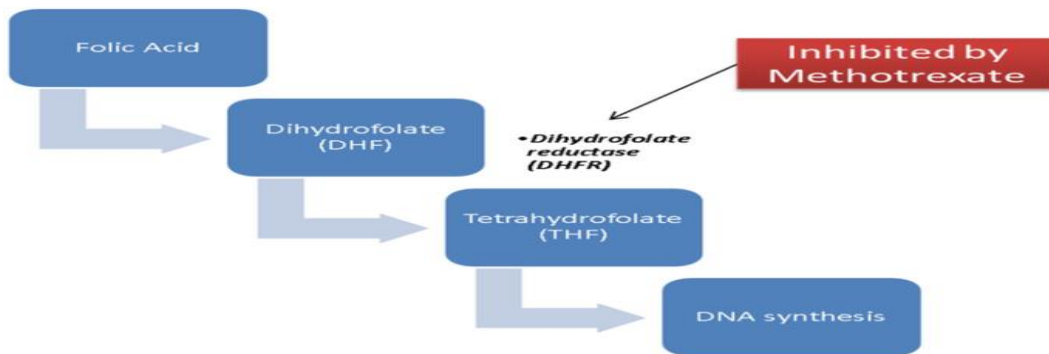 Folic Acid
Inhibited by
Methotrexate
Dihydrofolate
(DHF)
•Dihydrofolate
reductase
(DHFR)
Tetrahydrofolate
(THF)
DNA synthesis